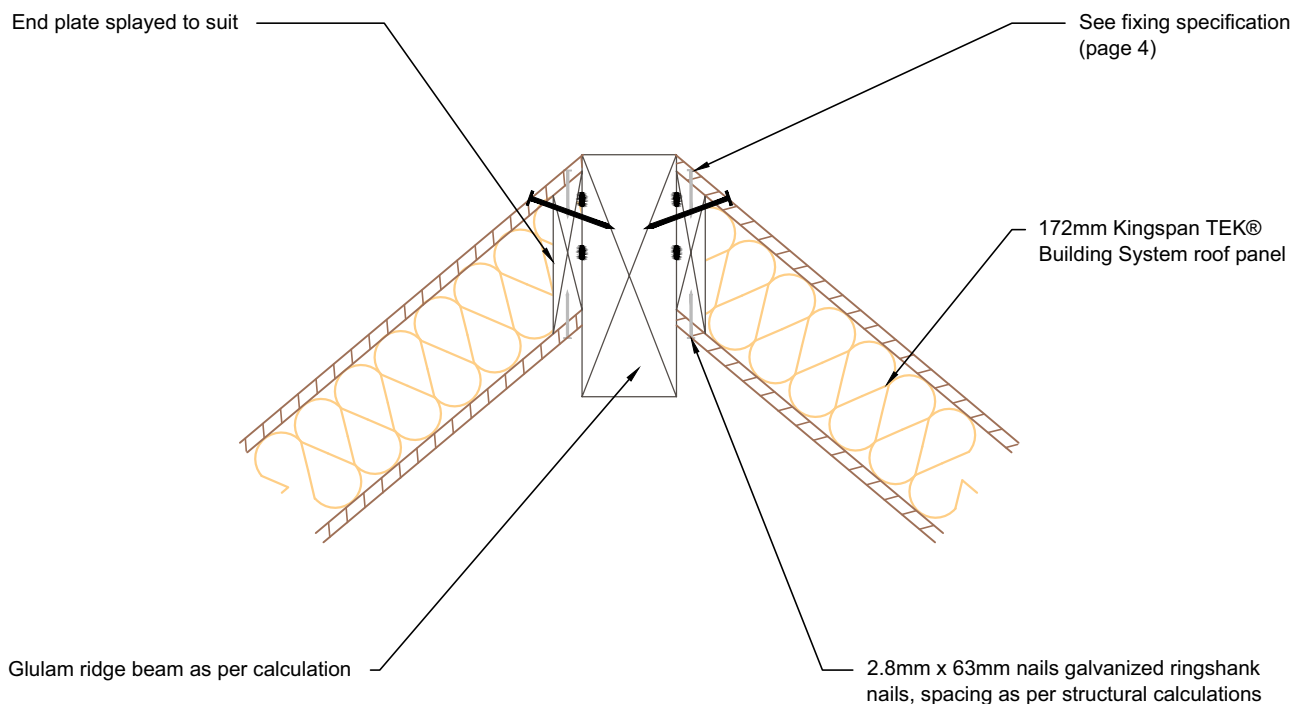 End plate splayed to suit
See fixing specification
(page 4)
172mm Kingspan TEK®
Building System roof panel
Glulam ridge beam as per calculation
2.8mm x 63mm nails galvanized ringshank
nails, spacing as per structural calculations